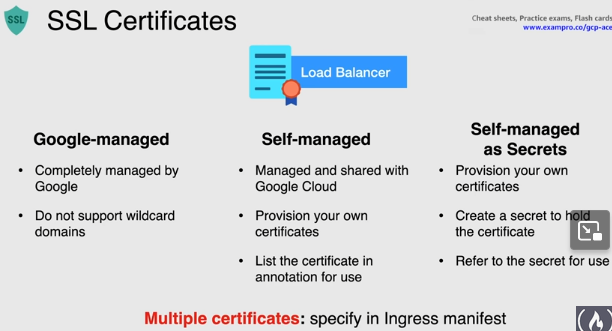 SSL
SSL Certificates
Cheat sheets, Practice exams, Flash cards
www.exampro.co/gcp-ace
Load Balancer
Google-managed
• Completely managed by
Google
• Do not support wildcard
domains
Self-managed
• Managed and shared with
Google Cloud
• Provision your own
certificates
• List the certificate in
annotation for use
Self-managed
as Secrets
• Provision your own
certificates
• Create a secret to hold
the certificate
• Refer to the secret for use
Multiple certificates: specify in Ingress manifest